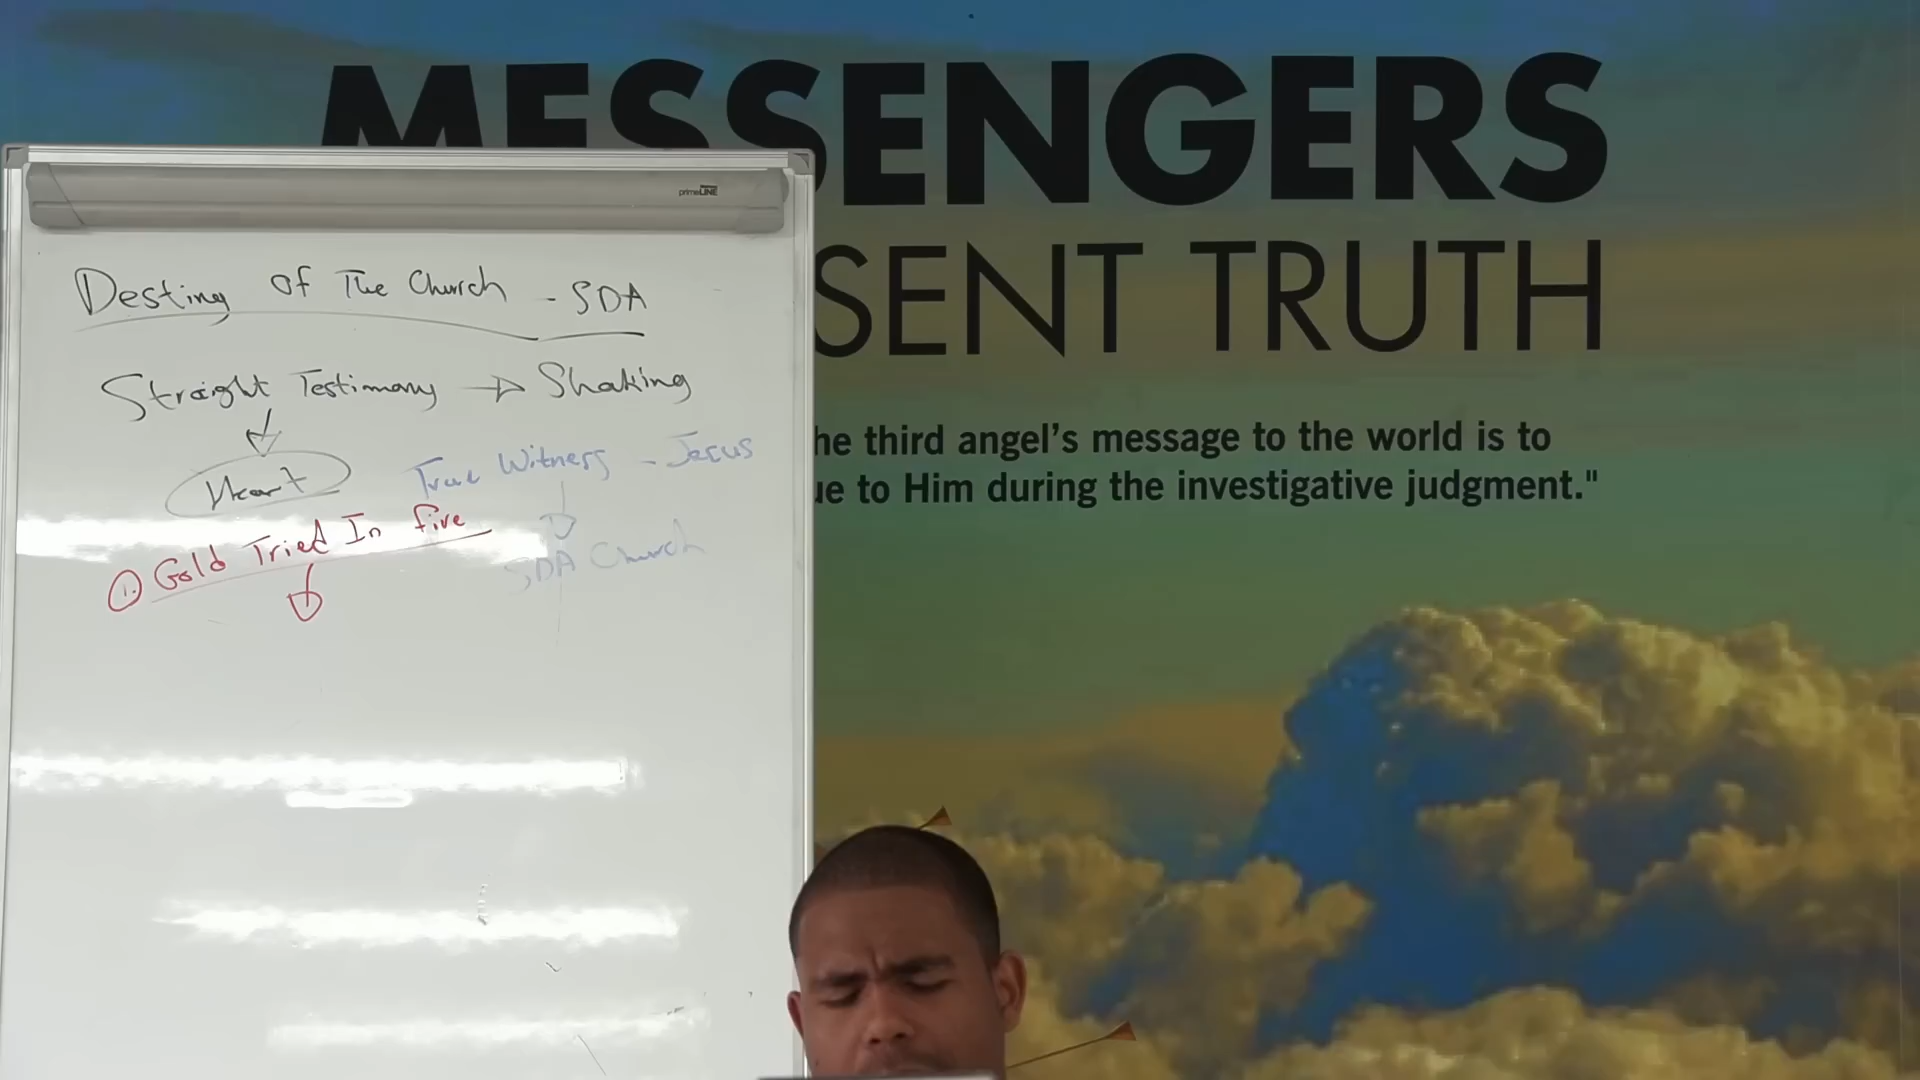 MESSENGERS
SENT TRUTH
he third angel's message to the world is to
ue to Him during the investigative judgment."
primeLINE
Destiny Of The Church - SDA
Straight Testimony → Shaking
Heart
True Witness - Jesus
SDA Church
1. Gold Tried In fire